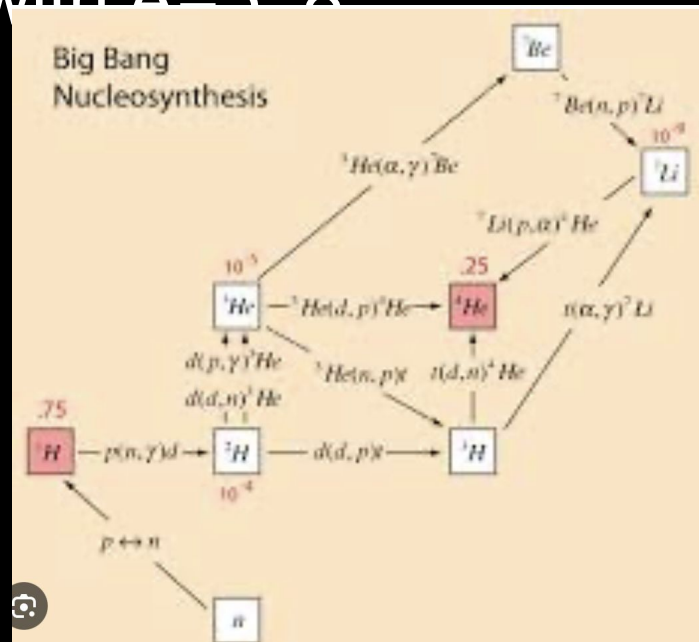 Big Bang
Nucleosynthesis
⁷Be
⁷Be(n,p)⁷Li
10⁻⁹
⁷Li
³He(α,γ)⁷Be
⁷Li(p,α)⁴He
10⁻⁵
.25
³He
³He(d,p)⁴He
⁴He
t(α,γ)⁷Li
d(p,γ)³He
³He(n,p)t
t(d,n)⁴He
d(d,n)³He
.75
¹H
p(n,γ)d
²H
d(d,p)t
³H
10⁻⁴
p↔n
n